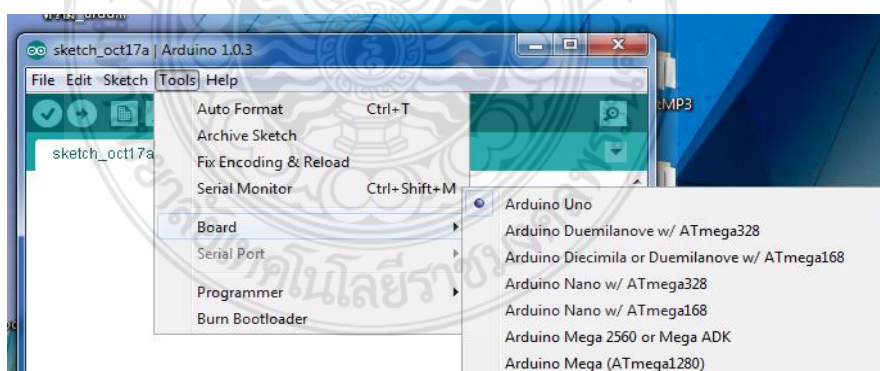 sketch_oct17a | Arduino 1.0.3
File Edit Sketch Tools Help
tMP3
sketch_oct17a
Auto Format Ctrl+T
Archive Sketch
Fix Encoding & Reload
Serial Monitor Ctrl+Shift+M
Board
Serial Port
Programmer
Burn Bootloader
Arduino Uno
Arduino Duemilanove w/ ATmega328
Arduino Diecimila or Duemilanove w/ ATmega168
Arduino Nano w/ ATmega328
Arduino Nano w/ ATmega168
Arduino Mega 2560 or Mega ADK
Arduino Mega (ATmega1280)